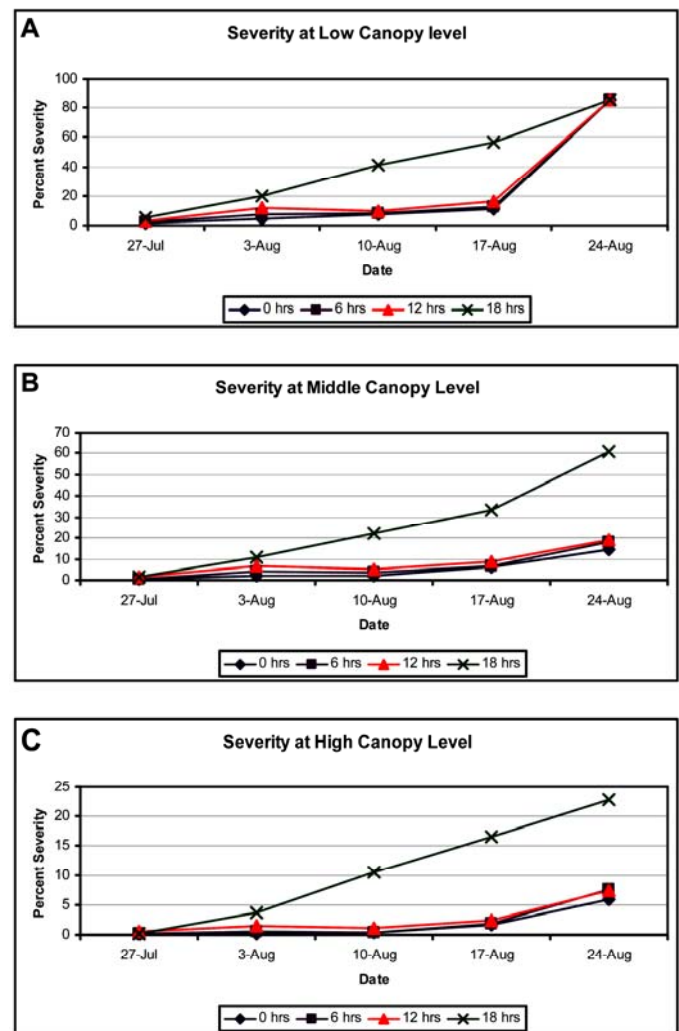 A
Severity at Low Canopy level
100
80
60
40
20
0
Percent Severity
27-Jul 3-Aug 10-Aug 17-Aug 24-Aug
Date
0 hrs 6 hrs 12 hrs 18 hrs
B
Severity at Middle Canopy Level
70
60
50
40
30
20
10
0
Percent Severity
27-Jul 3-Aug 10-Aug 17-Aug 24-Aug
Date
0 hrs 6 hrs 12 hrs 18 hrs
C
Severity at High Canopy Level
25
20
15
10
5
0
Percent Severity
27-Jul 3-Aug 10-Aug 17-Aug 24-Aug
Date
0 hrs 6 hrs 12 hrs 18 hrs